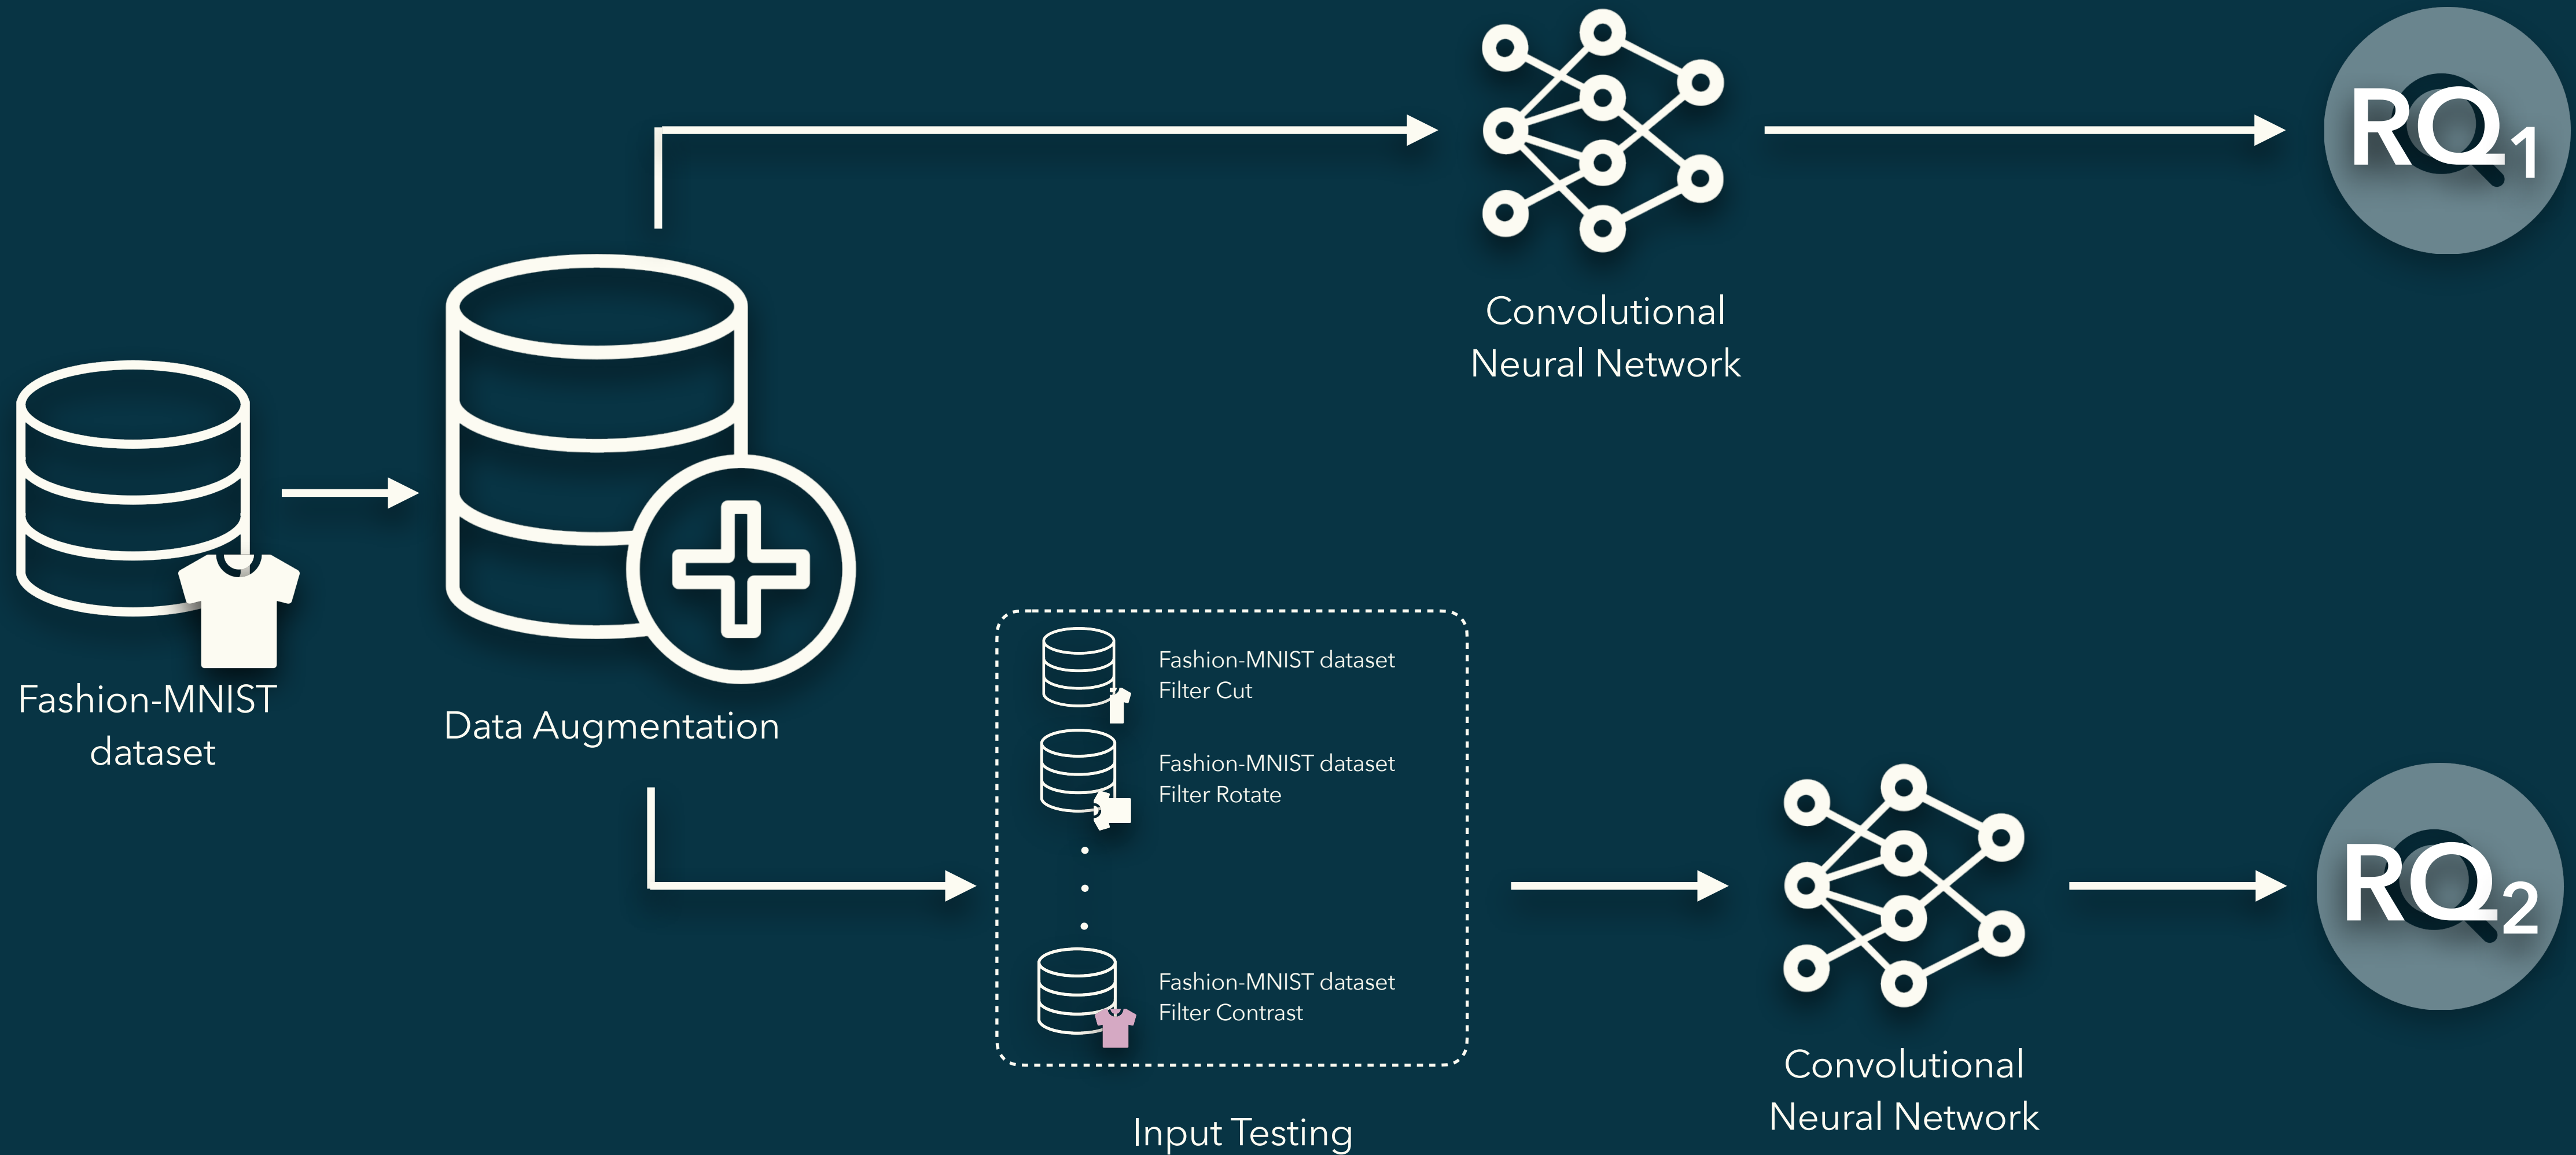 RQ1
Convolutional
Neural Network
Fashion-MNIST
dataset
Data Augmentation
Fashion-MNIST dataset
Filter Cut
Fashion-MNIST dataset
Filter Rotate
Fashion-MNIST dataset
Filter Contrast
Input Testing
Convolutional
Neural Network
RQ2